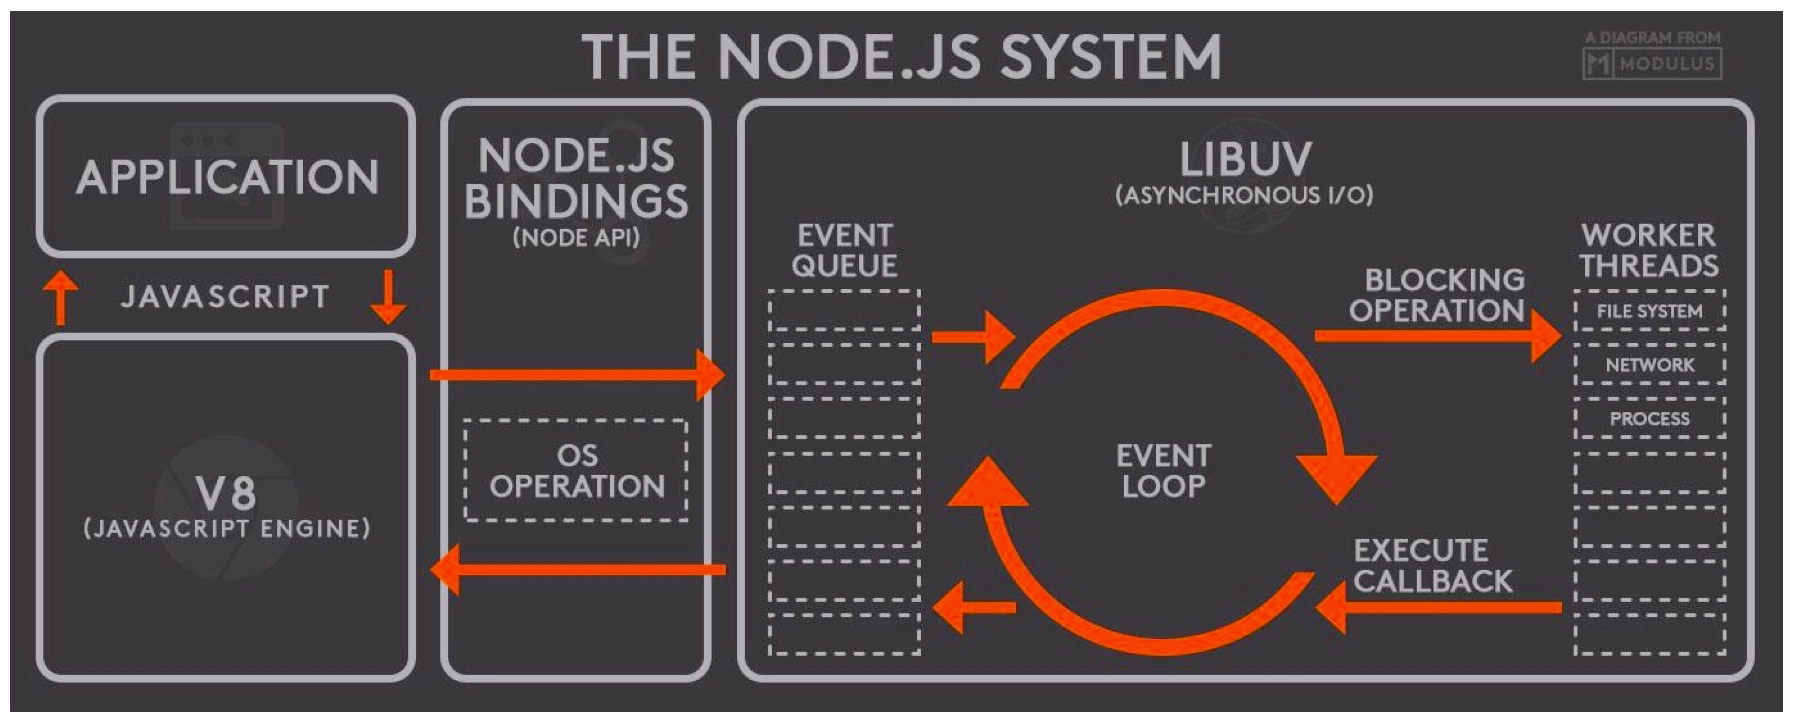 THE NODE.JS SYSTEM
A DIAGRAM FROM
MODULUS
APPLICATION
JAVASCRIPT
V8
(JAVASCRIPT ENGINE)
NODE.JS
BINDINGS
(NODE API)
OS
OPERATION
LIBUV
(ASYNCHRONOUS I/O)
EVENT
QUEUE
EVENT
LOOP
BLOCKING
OPERATION
EXECUTE
CALLBACK
WORKER
THREADS
FILE SYSTEM
NETWORK
PROCESS